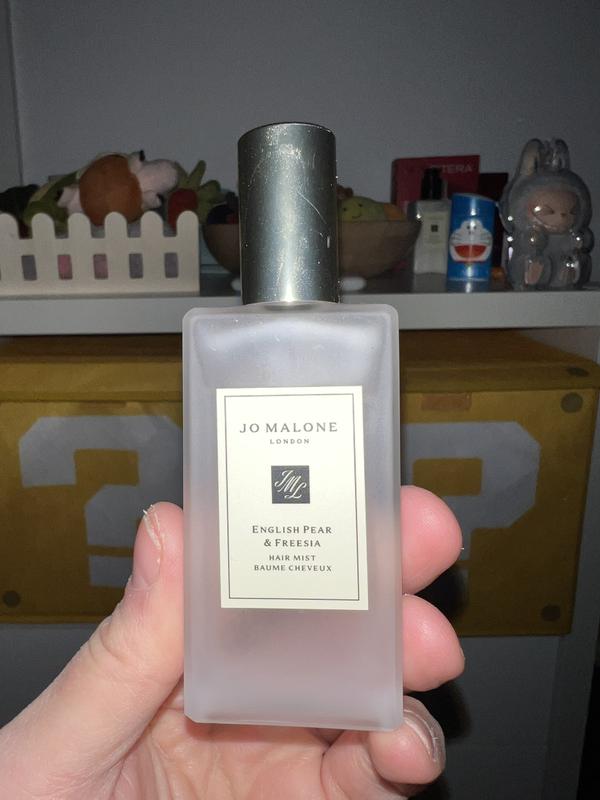 JO MALONE
LONDON
JML
ENGLISH PEAR
& FREESIA
HAIR MIST
BAUME CHEVEUX
?
?